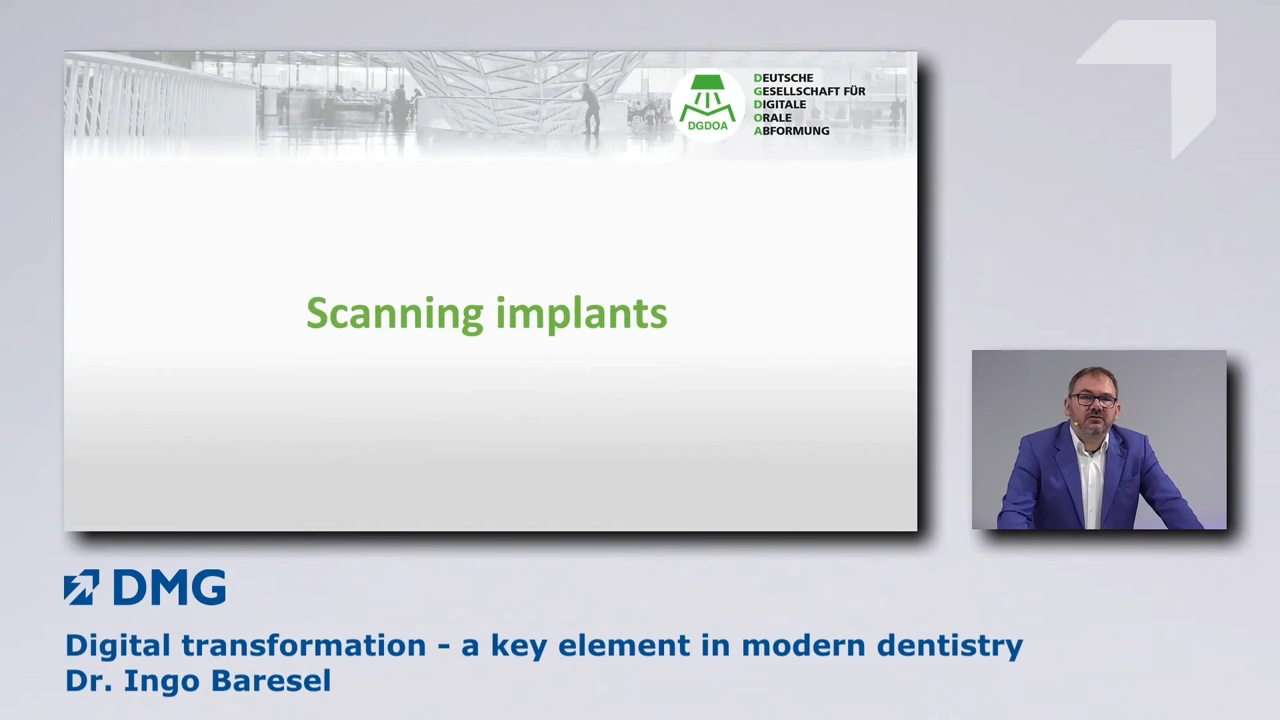 DGDOA
DEUTSCHE
GESELLSCHAFT FÜR
DIGITALE
ORALE
ABFORMUNG
Scanning implants
DMG
Digital transformation - a key element in modern dentistry
Dr. Ingo Baresel